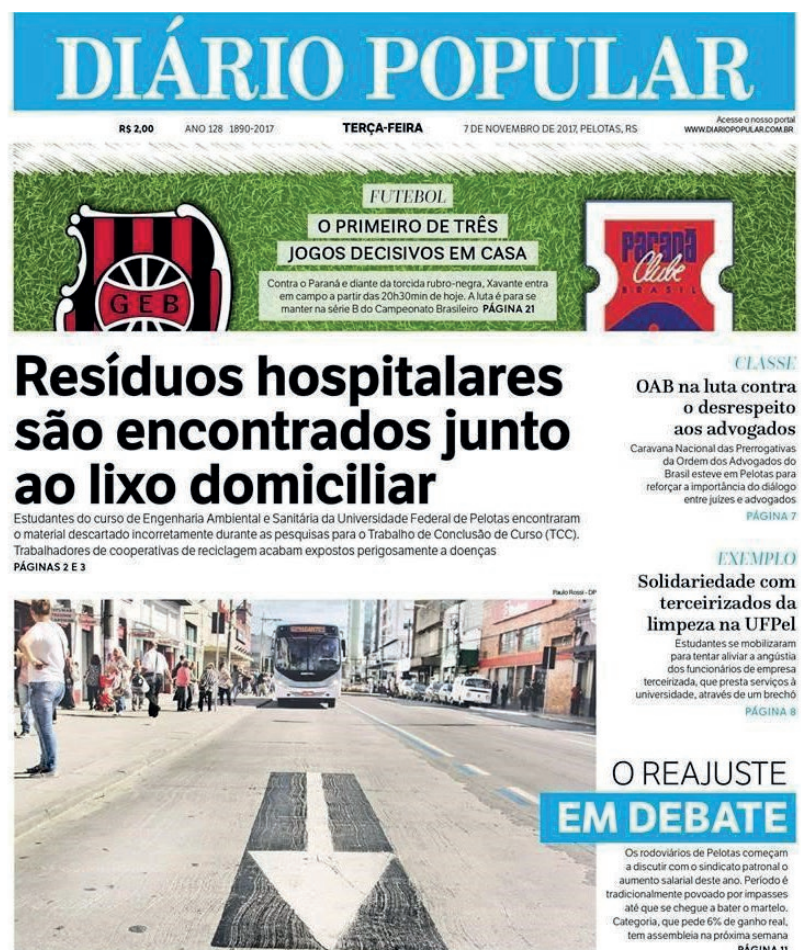 DIÁRIO POPULAR
R$ 2,00
ANO 128 1890-2017
TERÇA-FEIRA
7 DE NOVEMBRO DE 2017, PELOTAS, RS
Acesse o nosso portal
WWW.DIARIOPOPULAR.COM.BR
FUTEBOL
O PRIMEIRO DE TRÊS
JOGOS DECISIVOS EM CASA
Contra o Paraná e diante da torcida rubro-negra, Xavante entra
em campo a partir das 20h30min de hoje. A luta é para se
manter na série B do Campeonato Brasileiro PÁGINA 21
GEB
Paraná
Clube
BRASIL
Resíduos hospitalares
são encontrados junto
ao lixo domiciliar
Estudantes do curso de Engenharia Ambiental e Sanitária da Universidade Federal de Pelotas encontraram
o material descartado incorretamente durante as pesquisas para o Trabalho de Conclusão de Curso (TCC).
Trabalhadores de cooperativas de reciclagem acabam expostos perigosamente a doenças
PÁGINAS 2 E 3
Paulo Rossi - DP
CLASSE
OAB na luta contra
o desrespeito
aos advogados
Caravana Nacional das Prerrogativas
da Ordem dos Advogados do
Brasil esteve em Pelotas para
reforçar a importância do diálogo
entre juízes e advogados
PÁGINA 7
EXEMPLO
Solidariedade com
terceirizados da
limpeza na UFPel
Estudantes se mobilizaram
para tentar aliviar a angústia
dos funcionários de empresa
terceirizada, que presta serviços à
universidade, através de um brechó
PÁGINA 8
O REAJUSTE
EM DEBATE
Os rodoviários de Pelotas começam
a discutir com o sindicato patronal o
aumento salarial deste ano. Período é
tradicionalmente povoado por impasses
até que se chegue a bater o martelo.
Categoria, que pede 6% de ganho real,
tem assembleia na próxima semana
PÁGINA 11